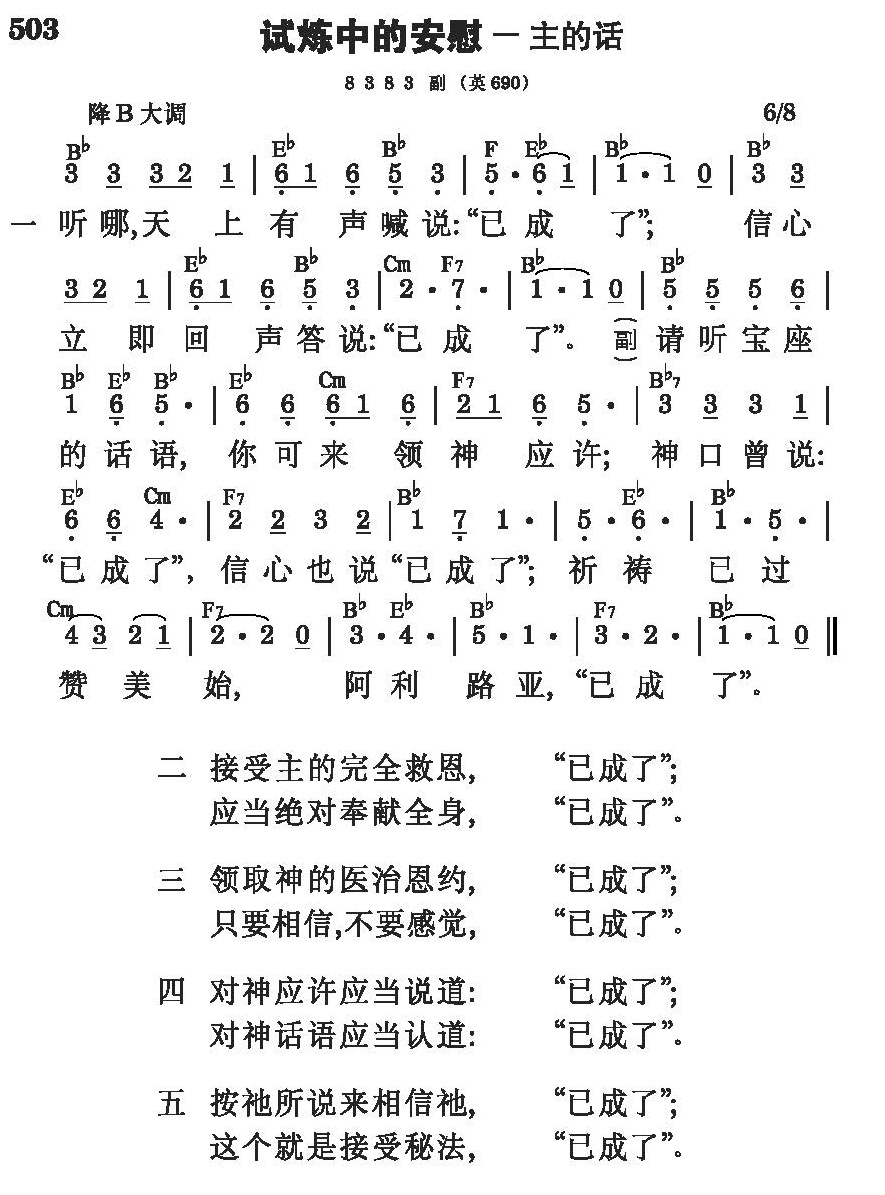 503
试炼中的安慰－主的话
8 3 8 3 副（英690）
降B大调 6/8
B♭ E♭ B♭ F E♭ B♭ B♭
3 3 3 2 1 | 6 1 6 5 3 | 5 · 6 1 | 1 · 1 0 | 3 3
一 听哪,天上有声喊说:“已成了”; 信心
E♭ B♭ Cm F7 B♭ B♭
3 2 1 | 6 1 6 5 3 | 2 · 7 · | 1 · 1 0 | 5 5 5 6 |
立即回声答说:“已成了”。（副）请听宝座
B♭ E♭ B♭ E♭ Cm F7 B♭7
1 6 5 · | 6 6 6 1 6 | 2 1 6 5 · | 3 3 3 1 |
的话语,你可来领神应许;神口曾说:
E♭ Cm F7 B♭ E♭ B♭
6 6 4 · | 2 2 3 2 | 1 7 1 · | 5 · 6 · | 1 · 5 · |
“已成了”,信心也说“已成了”;祈祷已过
Cm F7 B♭ E♭ B♭ F7 B♭
4 3 2 1 | 2 · 2 0 | 3 · 4 · | 5 · 1 · | 3 · 2 · | 1 · 1 0 ‖
赞美始,阿利路亚,“已成了”。
二 接受主的完全救恩, “已成了”;
应当绝对奉献全身, “已成了”。
三 领取神的医治恩约, “已成了”;
只要相信,不要感觉, “已成了”。
四 对神应许应当说道: “已成了”;
对神话语应当认道: “已成了”。
五 按祂所说来相信祂, “已成了”;
这个就是接受秘法, “已成了”。